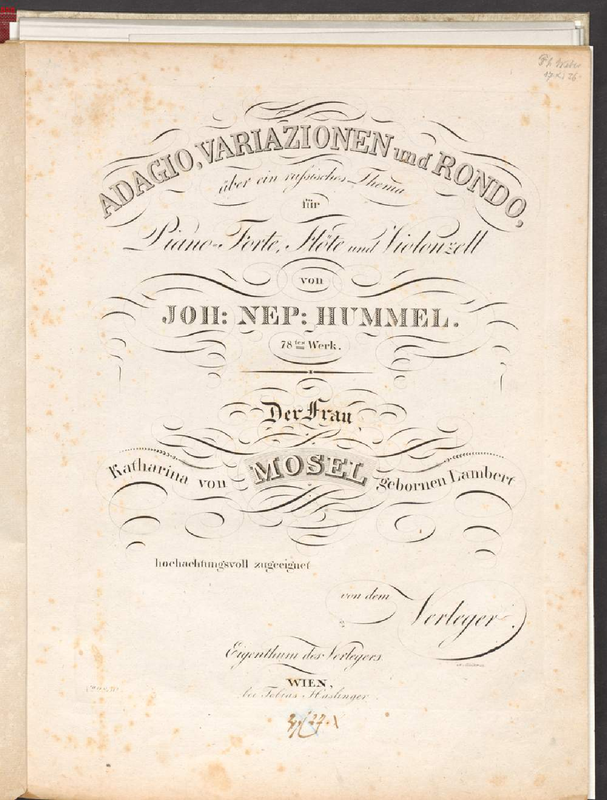 ADAGIO, VARIAZIONEN und RONDO,
über ein russisches Thema
für
Piano-Forte, Flöte und Violonzell
von
JOH: NEP: HUMMEL.
78tes Werk.
Der Frau
Katharina von MOSEL gebornen Lambert
hochachtungsvoll zugeeignet
von dem Verleger.
Eigenthum des Verlegers
WIEN,
bei Tobias Haslinger